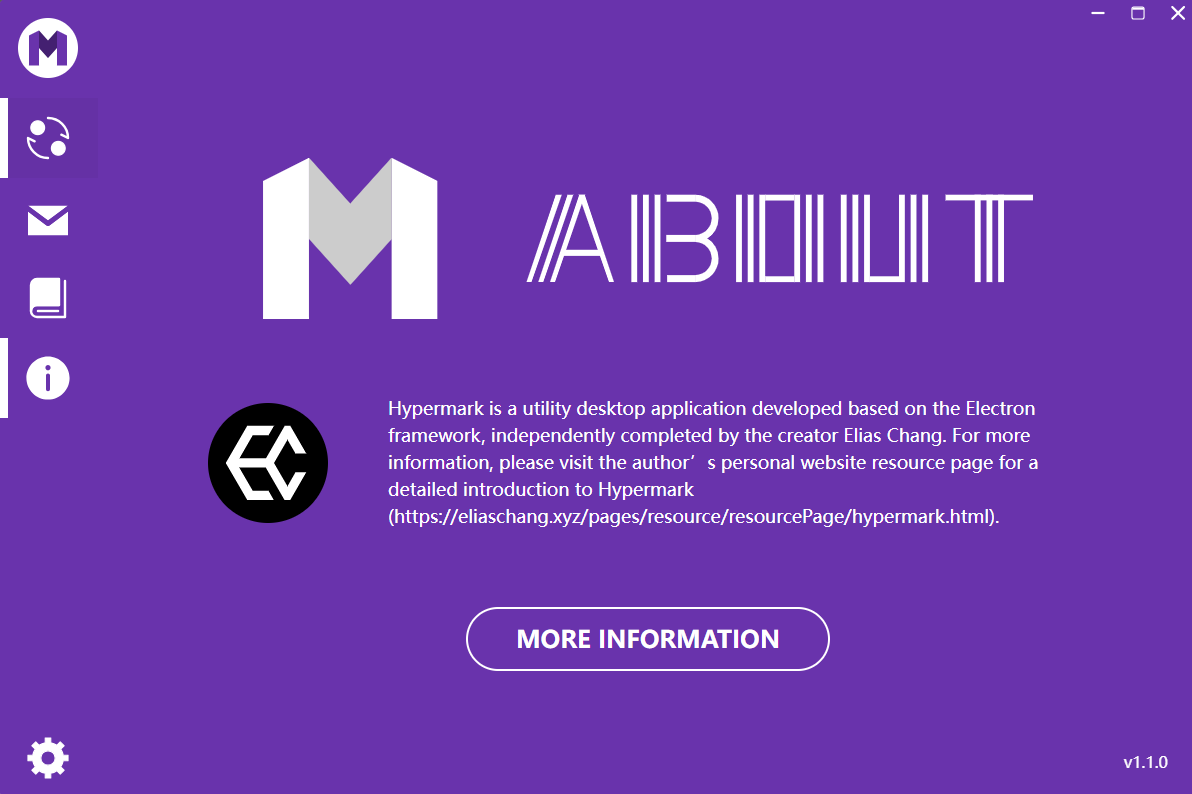 ABOUT
Hypermark is a utility desktop application developed based on the Electron
framework, independently completed by the creator Elias Chang. For more
information, please visit the author’s personal website resource page for a
detailed introduction to Hypermark
(https://eliaschang.xyz/pages/resource/resourcePage/hypermark.html).
MORE INFORMATION
v1.1.0